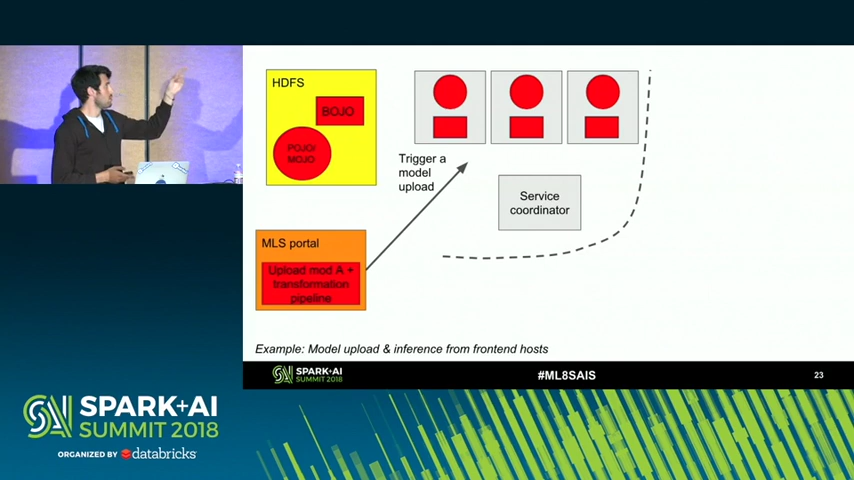 HDFS
BOJO
POJO/
MOJO
Trigger a
model
upload
Service
coordinator
MLS portal
Upload mod A +
transformation
pipeline
Example: Model upload & inference from frontend hosts
SPARK+AI
SUMMIT 2018
#ML8SAIS
23
SPARK+AI
SUMMIT 2018
ORGANIZED BY databricks